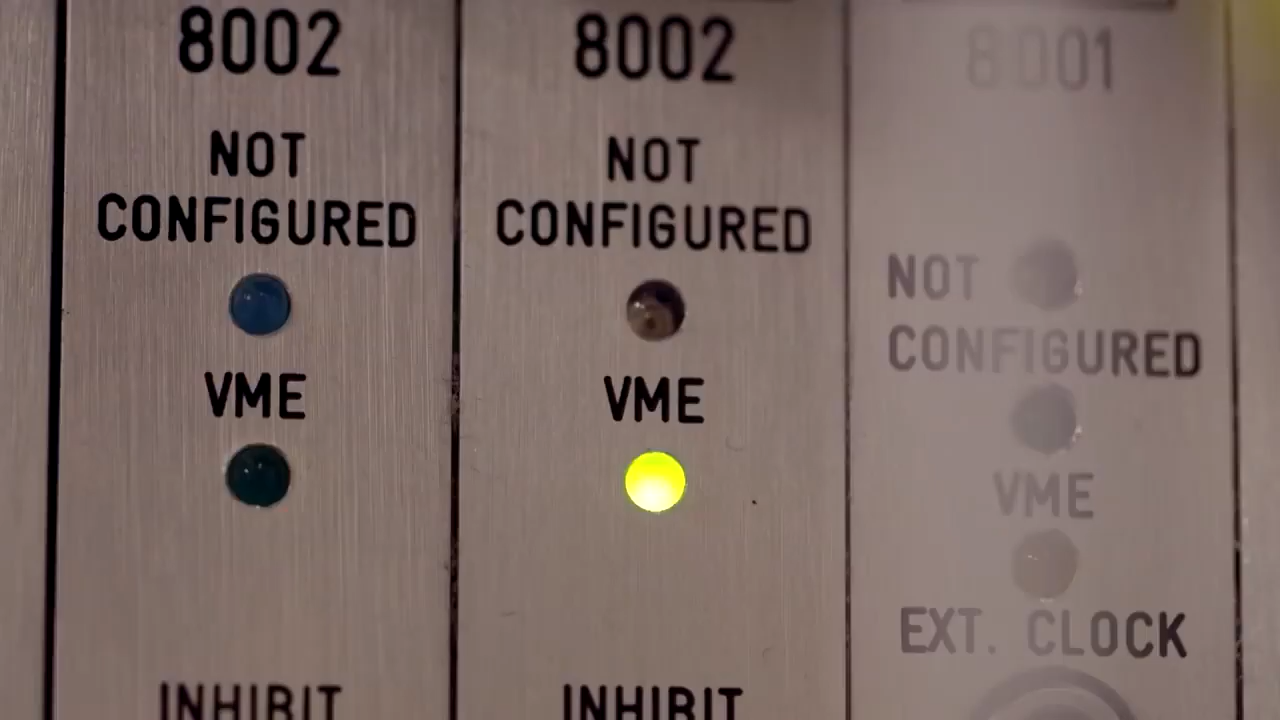 8002
NOT
CONFIGURED
VME
INHIBIT
8002
NOT
CONFIGURED
VME
INHIBIT
8001
NOT
CONFIGURED
VME
EXT. CLOCK